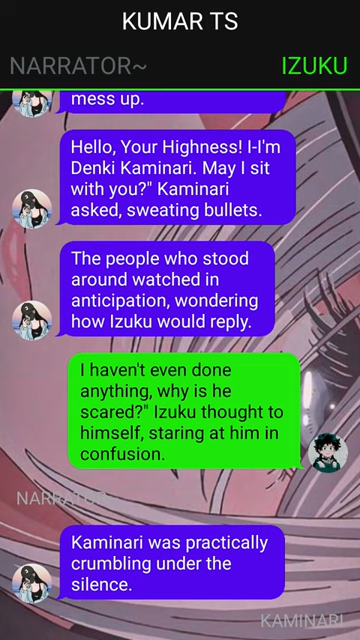 KUMAR TS
NARRATOR~
IZUKU
mess up.
Hello, Your Highness! I-I'm
Denki Kaminari. May I sit
with you?" Kaminari
asked, sweating bullets.
The people who stood
around watched in
anticipation, wondering
how Izuku would reply.
I haven't even done
anything, why is he
scared?" Izuku thought to
himself, staring at him in
confusion.
NARRATOR~
Kaminari was practically
crumbling under the
silence.
KAMINARI